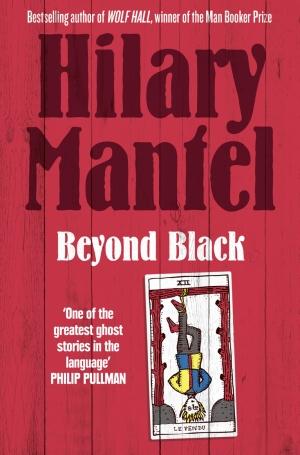 Bestselling author of WOLF HALL, winner of the Man Booker Prize
Hilary
Mantel
Beyond Black
'One of the
greatest ghost
stories in the
language'
PHILIP PULLMAN
XII
LE PENDU